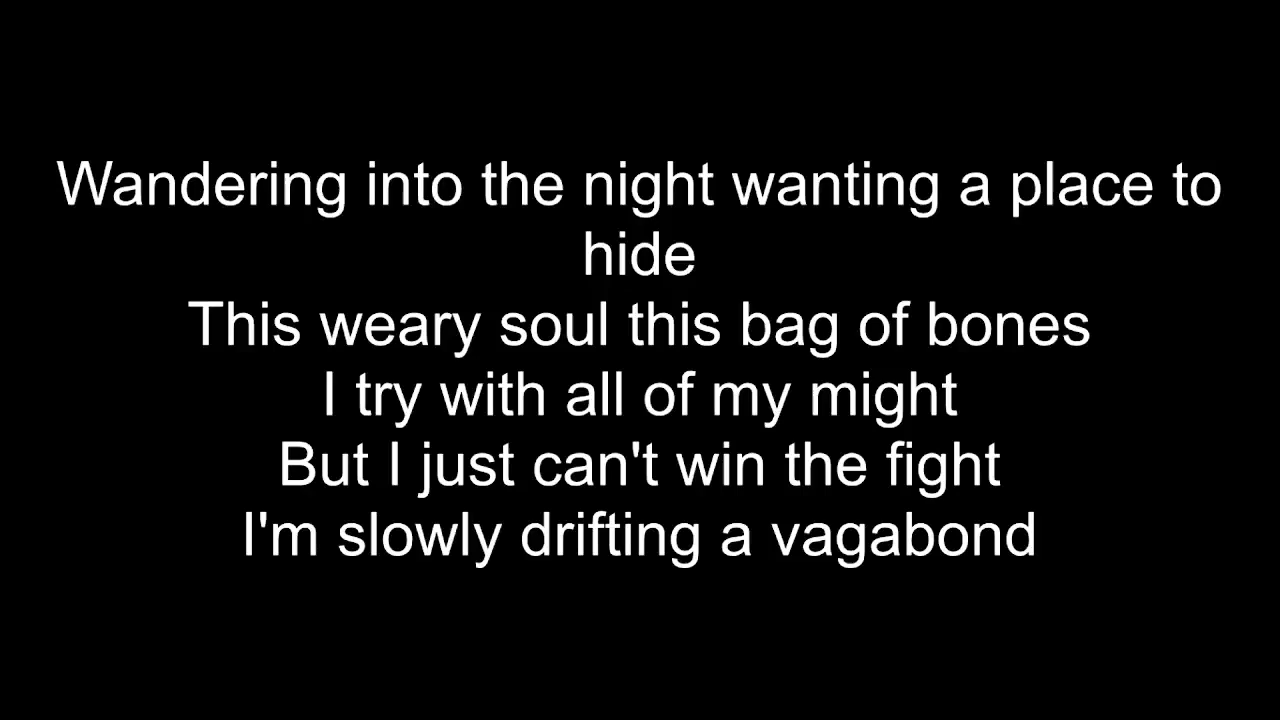 Wandering into the night wanting a place to
hide
This weary soul this bag of bones
I try with all of my might
But I just can't win the fight
I'm slowly drifting a vagabond